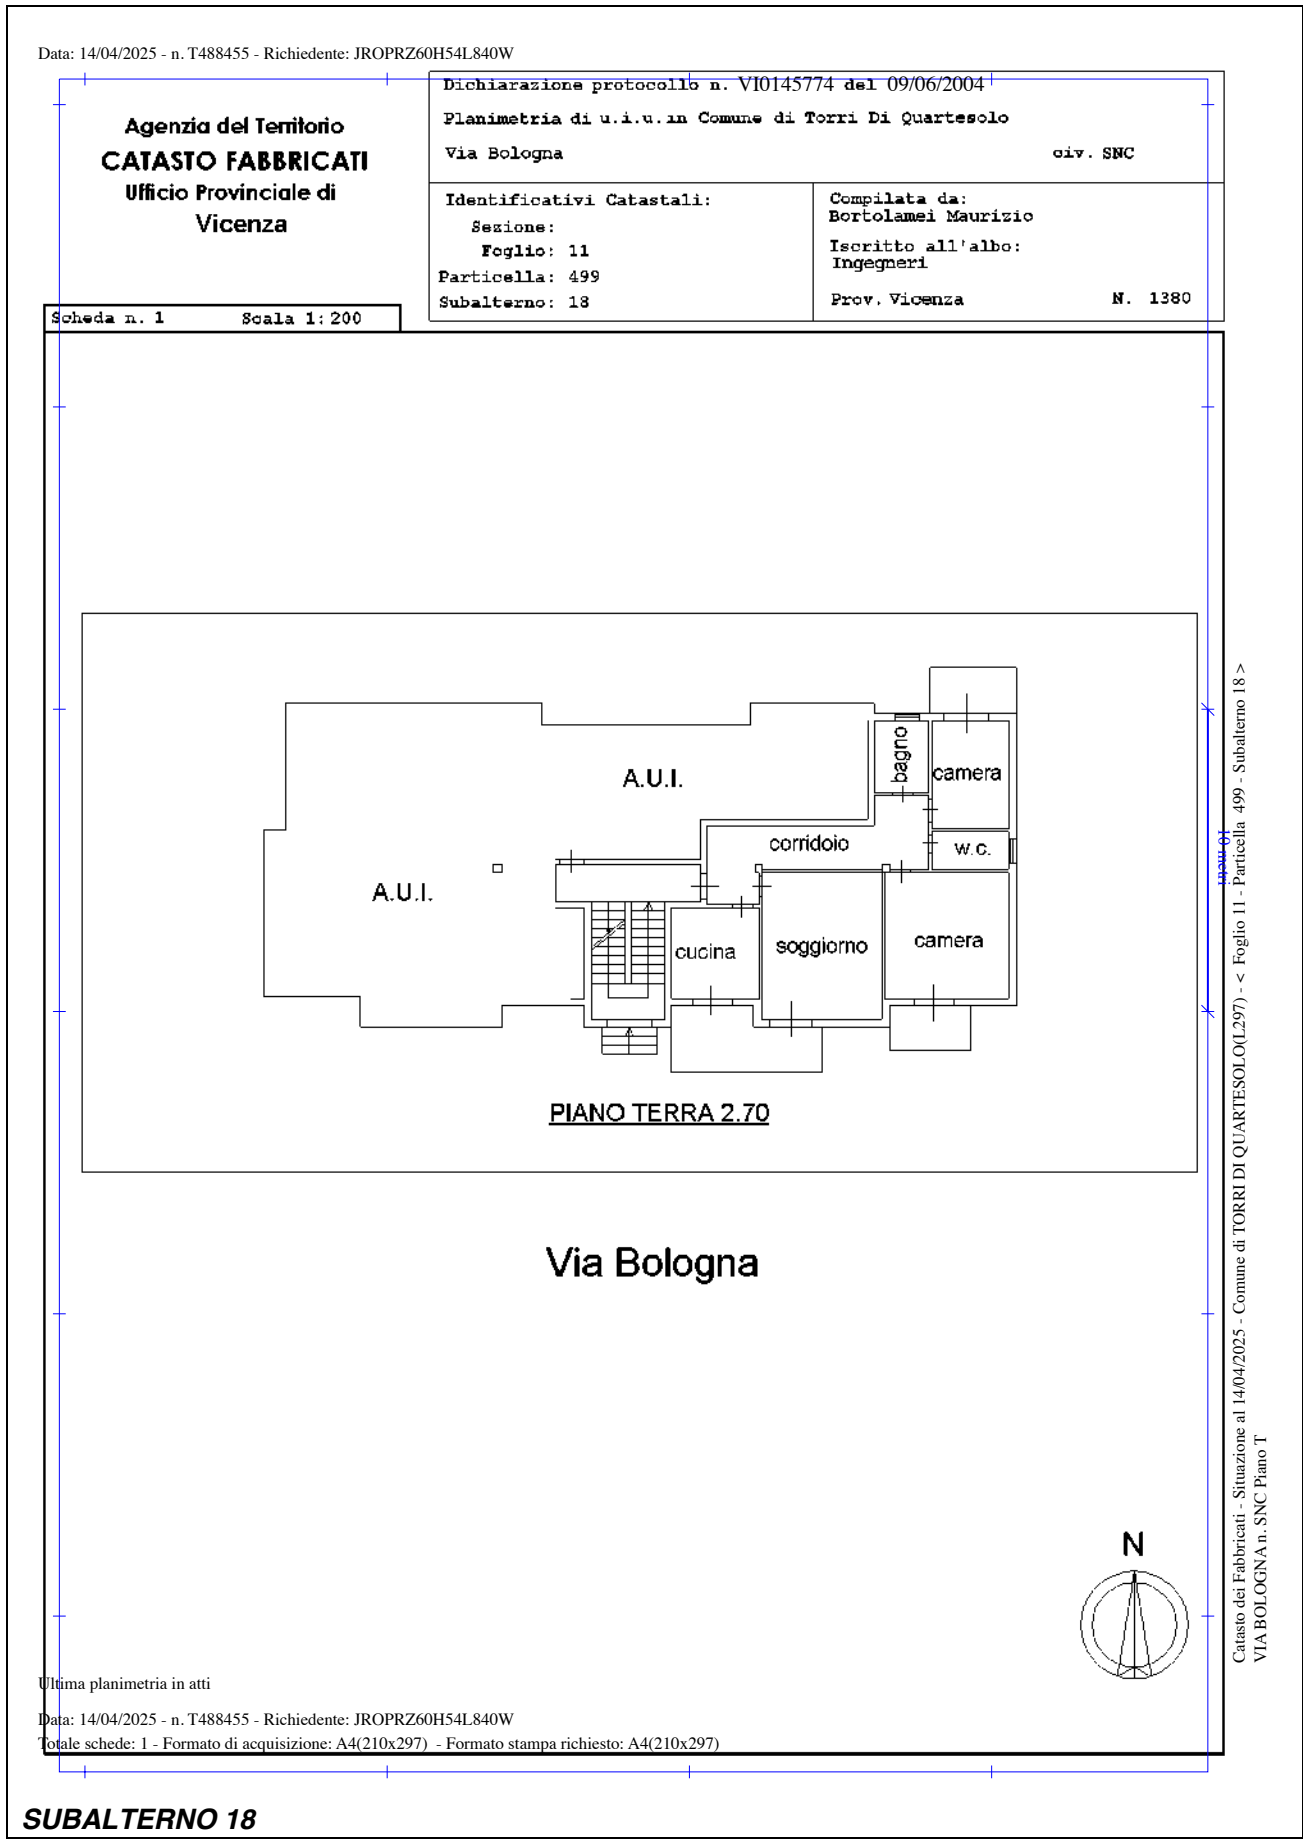 Data: 14/04/2025 - n. T488455 - Richiedente: JROPRZ60H54L840W
Agenzia del Territorio
CATASTO FABBRICATI
Ufficio Provinciale di
Vicenza
Dichiarazione protocollo n. VI0145774 del 09/06/2004
Planimetria di u.i.u.in Comune di Torri Di Quartesolo
Via Bologna civ. SNC
Identificativi Catastali:
Sezione:
Foglio: 11
Particella: 499
Subalterno: 18
Compilata da:
Bortolamei Maurizio
Iscritto all'albo:
Ingegneri
Prov. Vicenza N. 1380
Scheda n. 1 Scala 1:200
bagno
camera
A.U.I.
corridoio
w.c.
A.U.I.
cucina
soggiorno
camera
PIANO TERRA 2.70
Via Bologna
N
10 metri
Catasto dei Fabbricati - Situazione al 14/04/2025 - Comune di TORRI DI QUARTESOLO(L297) - < Foglio 11 - Particella 499 - Subalterno 18 >
VIA BOLOGNA n. SNC Piano T
Ultima planimetria in atti
Data: 14/04/2025 - n. T488455 - Richiedente: JROPRZ60H54L840W
Totale schede: 1 - Formato di acquisizione: A4(210x297) - Formato stampa richiesto: A4(210x297)
SUBALTERNO 18